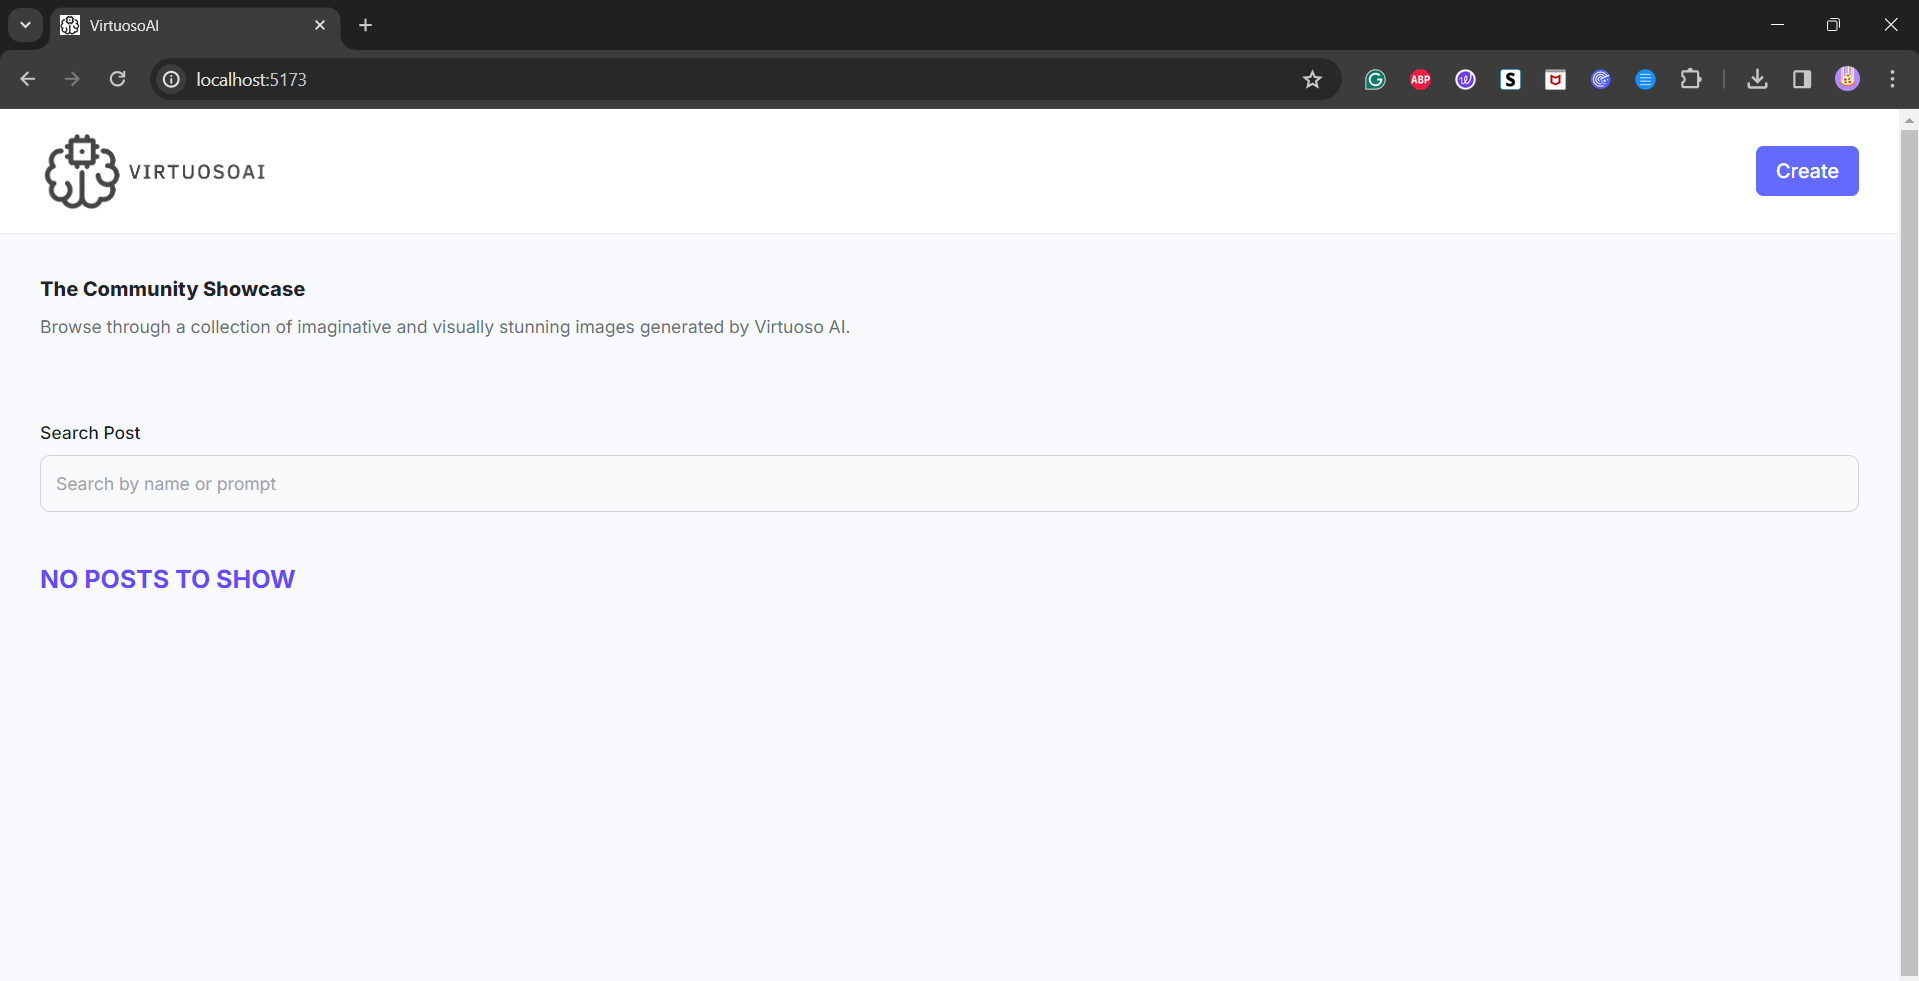 VirtuosoAI
localhost:5173
ABP
S
VIRTUOSOAI
Create
The Community Showcase
Browse through a collection of imaginative and visually stunning images generated by Virtuoso AI.
Search Post
Search by name or prompt
NO POSTS TO SHOW